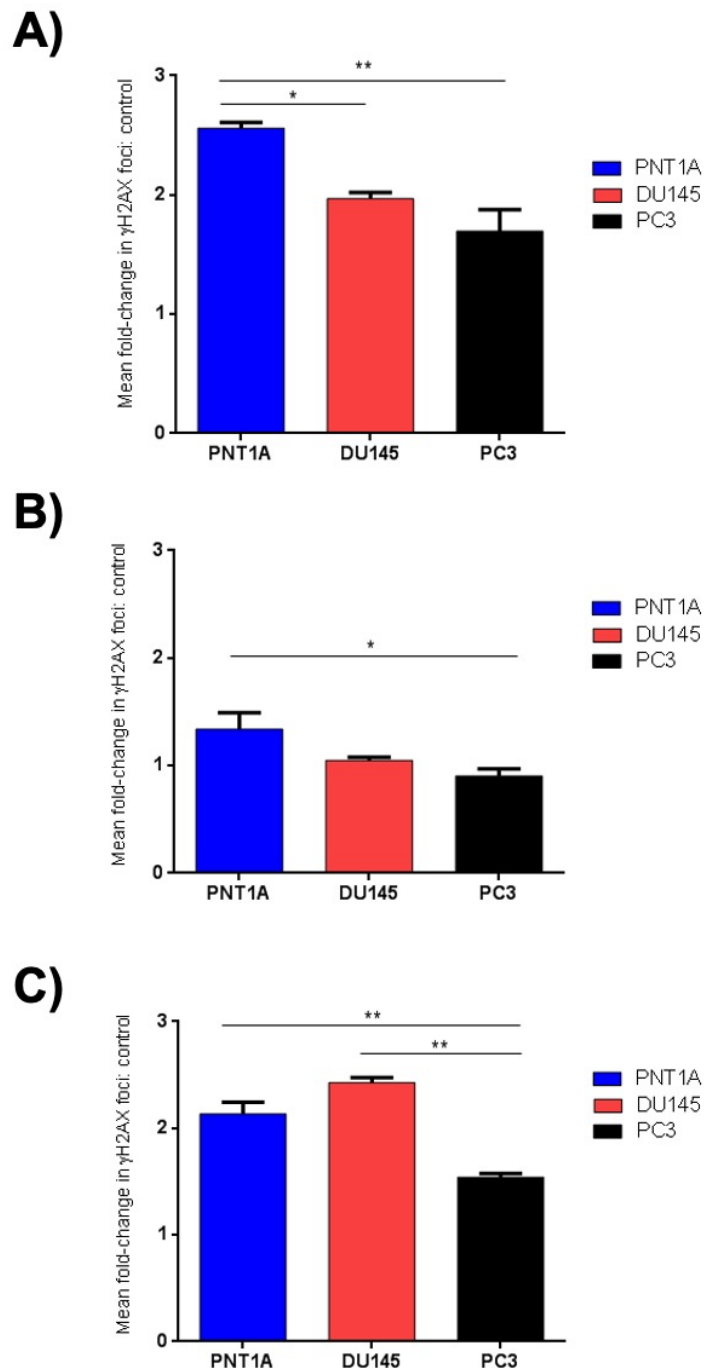 A)
Mean fold-change in γH2AX foci: control
3
2
1
0
**
*
PNT1A
DU145
PC3
PNT1A
DU145
PC3
B)
Mean fold-change in γH2AX foci: control
3
2
1
0
*
PNT1A
DU145
PC3
PNT1A
DU145
PC3
C)
Mean fold-change in γH2AX foci: control
3
2
1
0
**
**
PNT1A
DU145
PC3
PNT1A
DU145
PC3